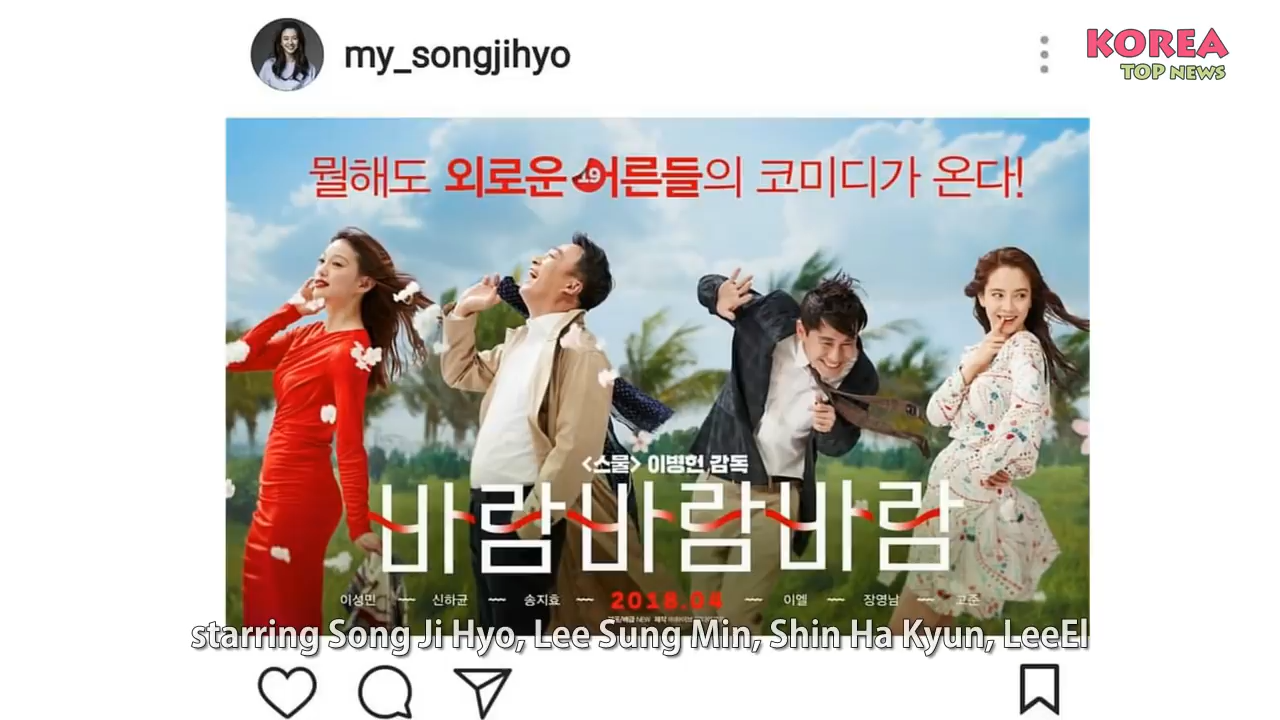 my_songjihyo
KOREA
TOP NEWS
뭘해도 외로운 어른들의 코미디가 온다!
19
<스물> 이병헌 감독
바람바람바람
이성민 신하균 송지효 2018.04 이엘 장영남 고준
starring Song Ji Hyo, Lee Sung Min, Shin Ha Kyun, LeeEl